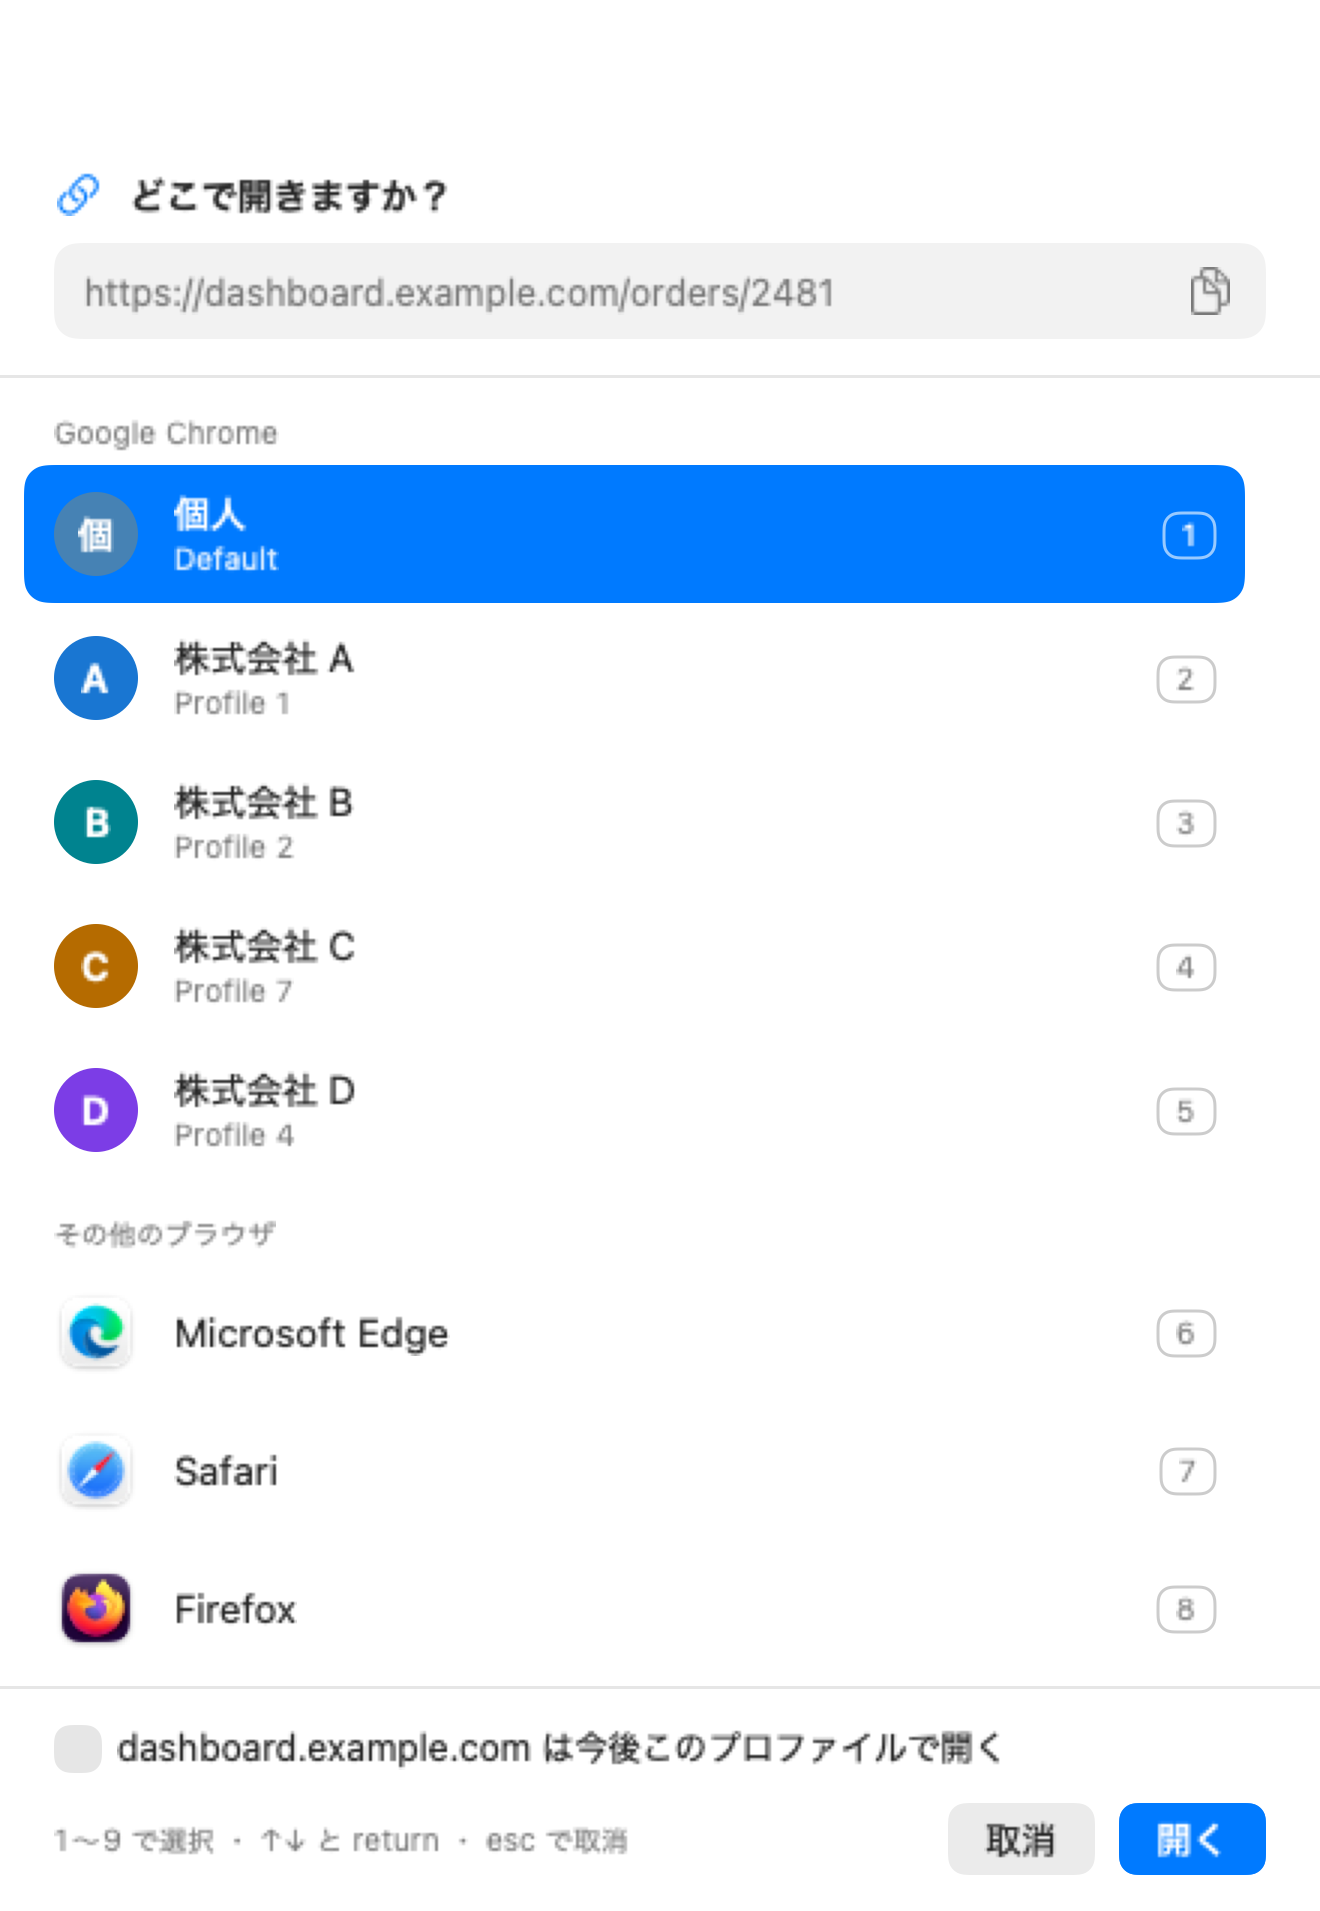 どこで開きますか？
https://dashboard.example.com/orders/2481
Google Chrome
個
個人
Default
1
A
株式会社 A
Profile 1
2
B
株式会社 B
Profile 2
3
C
株式会社 C
Profile 7
4
D
株式会社 D
Profile 4
5
その他のブラウザ
Microsoft Edge
6
Safari
7
Firefox
8
dashboard.example.com は今後このプロファイルで開く
1〜9 で選択 · ↑↓ と return · esc で取消
取消
開く